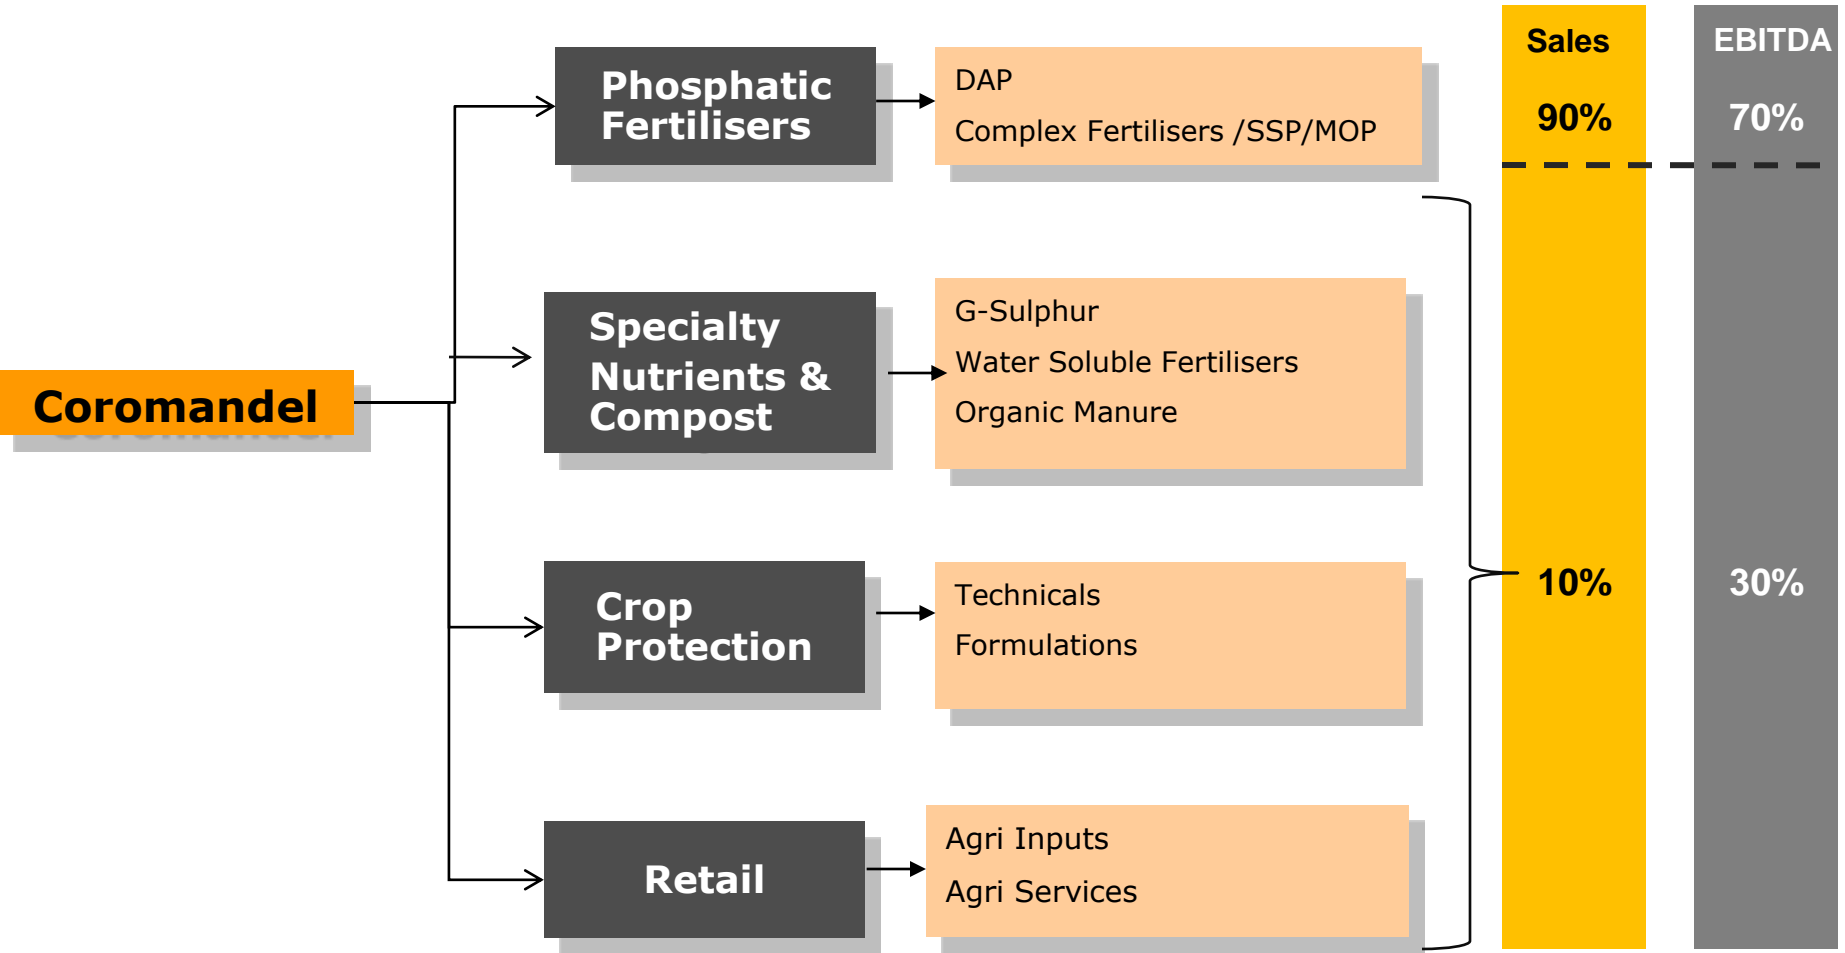 Sales
EBITDA
Phosphatic
Fertilisers
DAP
Complex Fertilisers /SSP/MOP
90%
70%
Specialty
Nutrients &
Compost
G-Sulphur
Water Soluble Fertilisers
Organic Manure
Coromandel
Crop
Protection
Technicals
Formulations
10%
30%
Retail
Agri Inputs
Agri Services